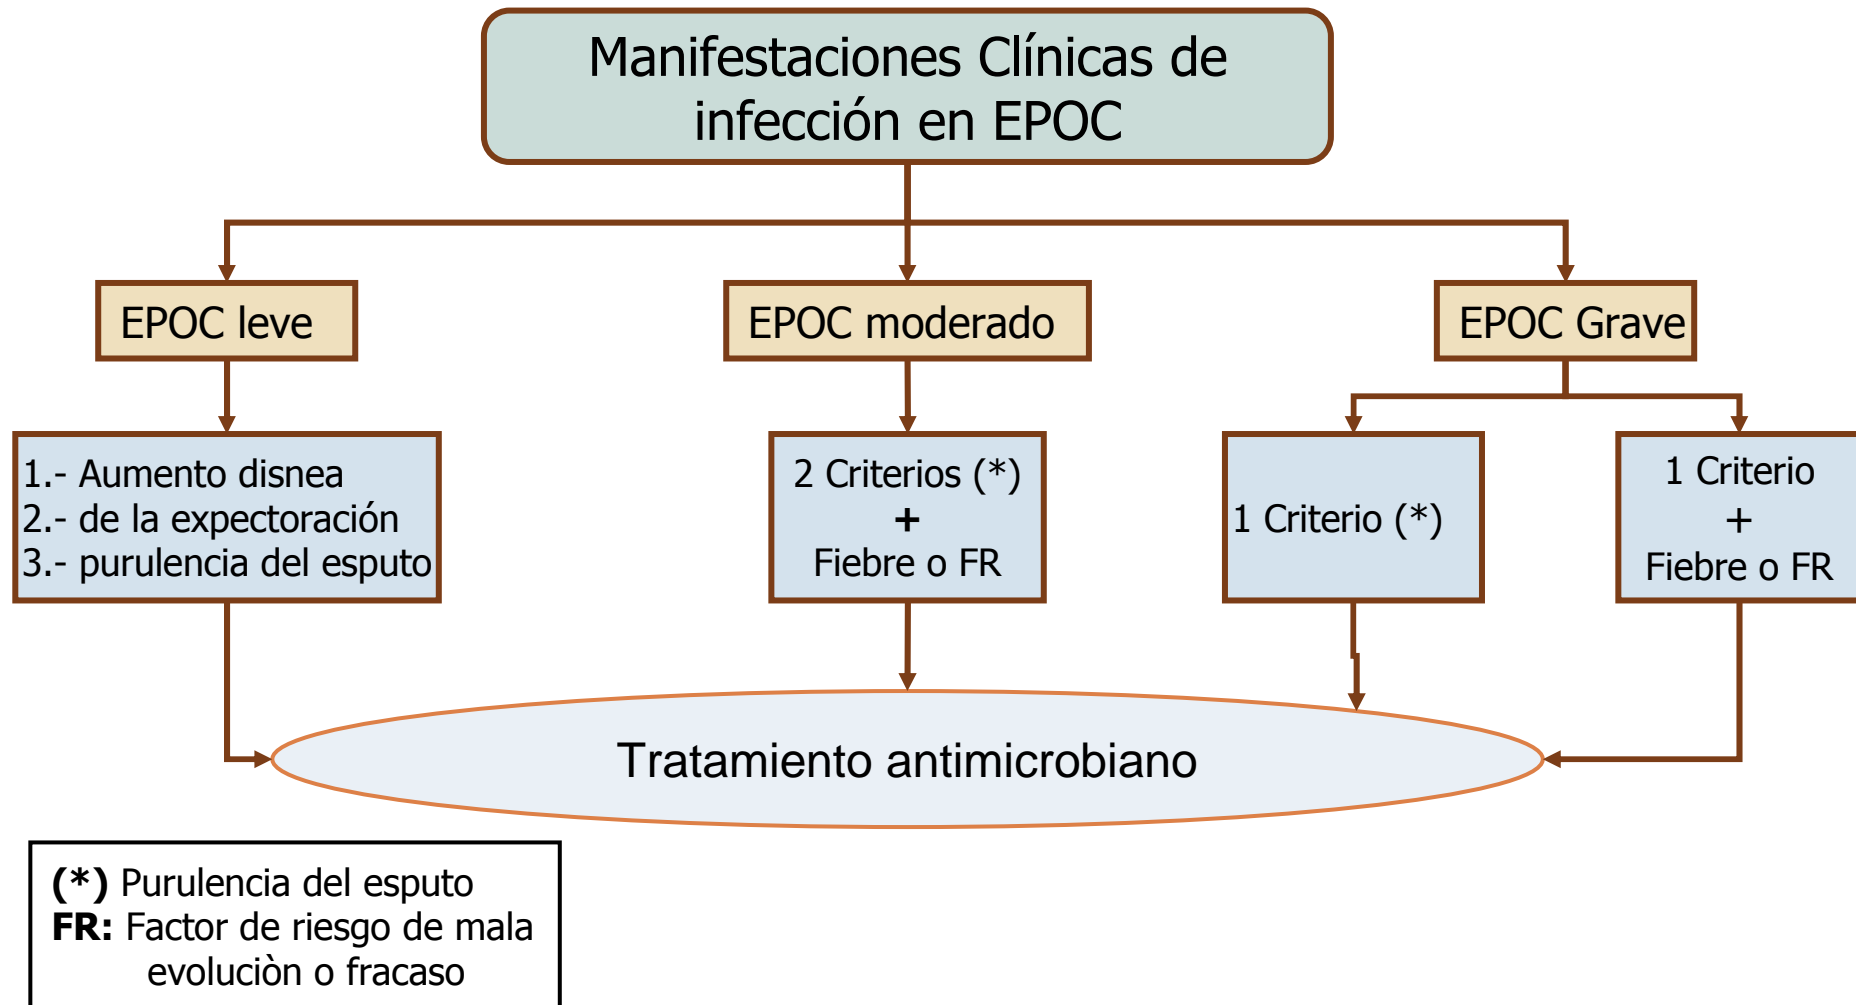 Manifestaciones Clínicas de
infección en EPOC
EPOC leve
EPOC moderado
EPOC Grave
1.- Aumento disnea
2.- de la expectoración
3.- purulencia del esputo
2 Criterios (*)
+
Fiebre o FR
1 Criterio (*)
1 Criterio
+
Fiebre o FR
Tratamiento antimicrobiano
(*) Purulencia del esputo
FR: Factor de riesgo de mala
evoluciòn o fracaso